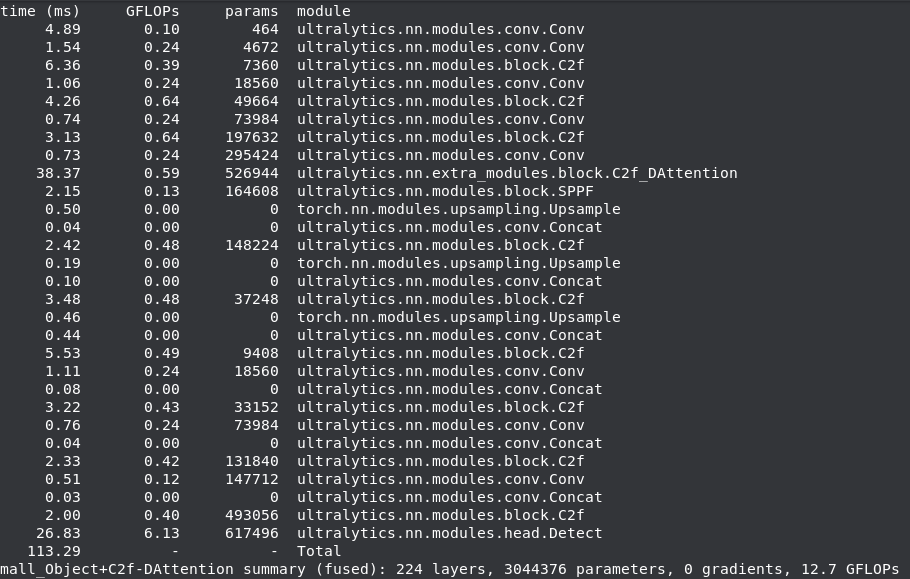 time (ms) GFLOPs params module
4.89 0.10 464 ultralytics.nn.modules.conv.Conv
1.54 0.24 4672 ultralytics.nn.modules.conv.Conv
6.36 0.39 7360 ultralytics.nn.modules.block.C2f
1.06 0.24 18560 ultralytics.nn.modules.conv.Conv
4.26 0.64 49664 ultralytics.nn.modules.block.C2f
0.74 0.24 73984 ultralytics.nn.modules.conv.Conv
3.13 0.64 197632 ultralytics.nn.modules.block.C2f
0.73 0.24 295424 ultralytics.nn.modules.conv.Conv
38.37 0.59 526944 ultralytics.nn.extra_modules.block.C2f_DAttention
2.15 0.13 164608 ultralytics.nn.modules.block.SPPF
0.50 0.00 0 torch.nn.modules.upsampling.Upsample
0.04 0.00 0 ultralytics.nn.modules.conv.Concat
2.42 0.48 148224 ultralytics.nn.modules.block.C2f
0.19 0.00 0 torch.nn.modules.upsampling.Upsample
0.10 0.00 0 ultralytics.nn.modules.conv.Concat
3.48 0.48 37248 ultralytics.nn.modules.block.C2f
0.46 0.00 0 torch.nn.modules.upsampling.Upsample
0.44 0.00 0 ultralytics.nn.modules.conv.Concat
5.53 0.49 9408 ultralytics.nn.modules.block.C2f
1.11 0.24 18560 ultralytics.nn.modules.conv.Conv
0.08 0.00 0 ultralytics.nn.modules.conv.Concat
3.22 0.43 33152 ultralytics.nn.modules.block.C2f
0.76 0.24 73984 ultralytics.nn.modules.conv.Conv
0.04 0.00 0 ultralytics.nn.modules.conv.Concat
2.33 0.42 131840 ultralytics.nn.modules.block.C2f
0.51 0.12 147712 ultralytics.nn.modules.conv.Conv
0.03 0.00 0 ultralytics.nn.modules.conv.Concat
2.00 0.40 493056 ultralytics.nn.modules.block.C2f
26.83 6.13 617496 ultralytics.nn.modules.head.Detect
113.29 - - Total
mall_Object+C2f-DAttention summary (fused): 224 layers, 3044376 parameters, 0 gradients, 12.7 GFLOPs